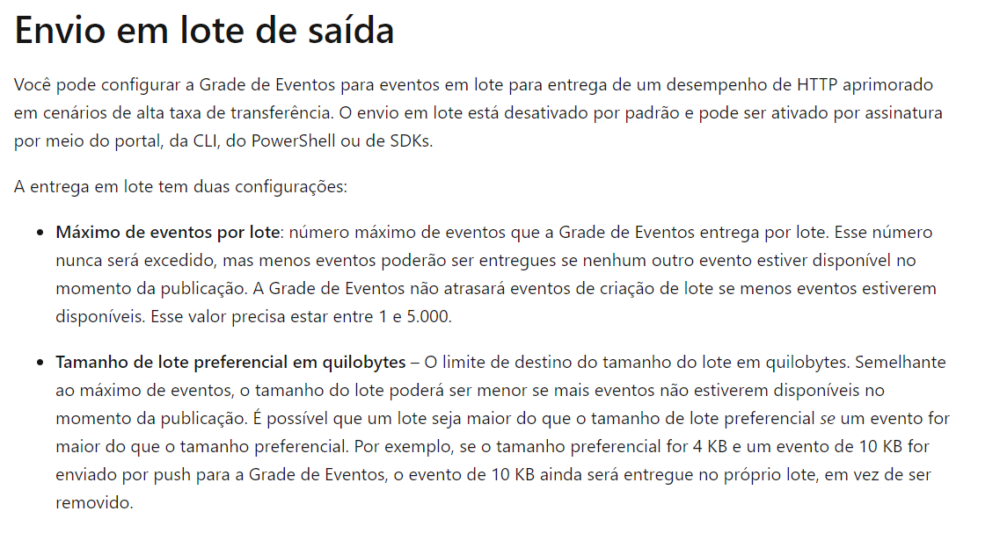 Envio em lote de saída
Você pode configurar a Grade de Eventos para eventos em lote para entrega de um desempenho de HTTP aprimorado
em cenários de alta taxa de transferência. O envio em lote está desativado por padrão e pode ser ativado por assinatura
por meio do portal, da CLI, do PowerShell ou de SDKs.
A entrega em lote tem duas configurações:
• Máximo de eventos por lote: número máximo de eventos que a Grade de Eventos entrega por lote. Esse número
nunca será excedido, mas menos eventos poderão ser entregues se nenhum outro evento estiver disponível no
momento da publicação. A Grade de Eventos não atrasará eventos de criação de lote se menos eventos estiverem
disponíveis. Esse valor precisa estar entre 1 e 5.000.
• Tamanho de lote preferencial em quilobytes – O limite de destino do tamanho do lote em quilobytes. Semelhante
ao máximo de eventos, o tamanho do lote poderá ser menor se mais eventos não estiverem disponíveis no
momento da publicação. É possível que um lote seja maior do que o tamanho de lote preferencial se um evento for
maior do que o tamanho preferencial. Por exemplo, se o tamanho preferencial for 4 KB e um evento de 10 KB for
enviado por push para a Grade de Eventos, o evento de 10 KB ainda será entregue no próprio lote, em vez de ser
removido.